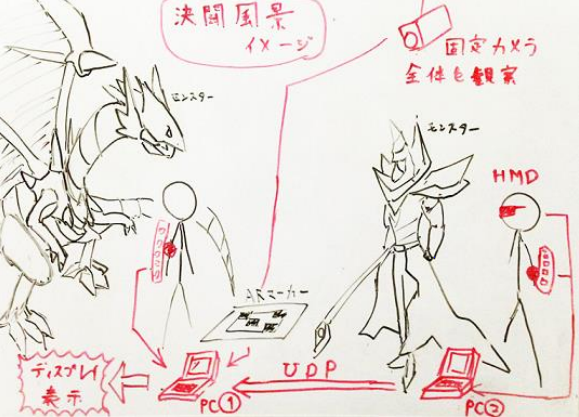 決闘風景
イメージ
固定カメラ
全体を観察
モンスター
モンスター
HMD
ARマーカー
ディスプレイ
表示
UDP
PC①
PC②